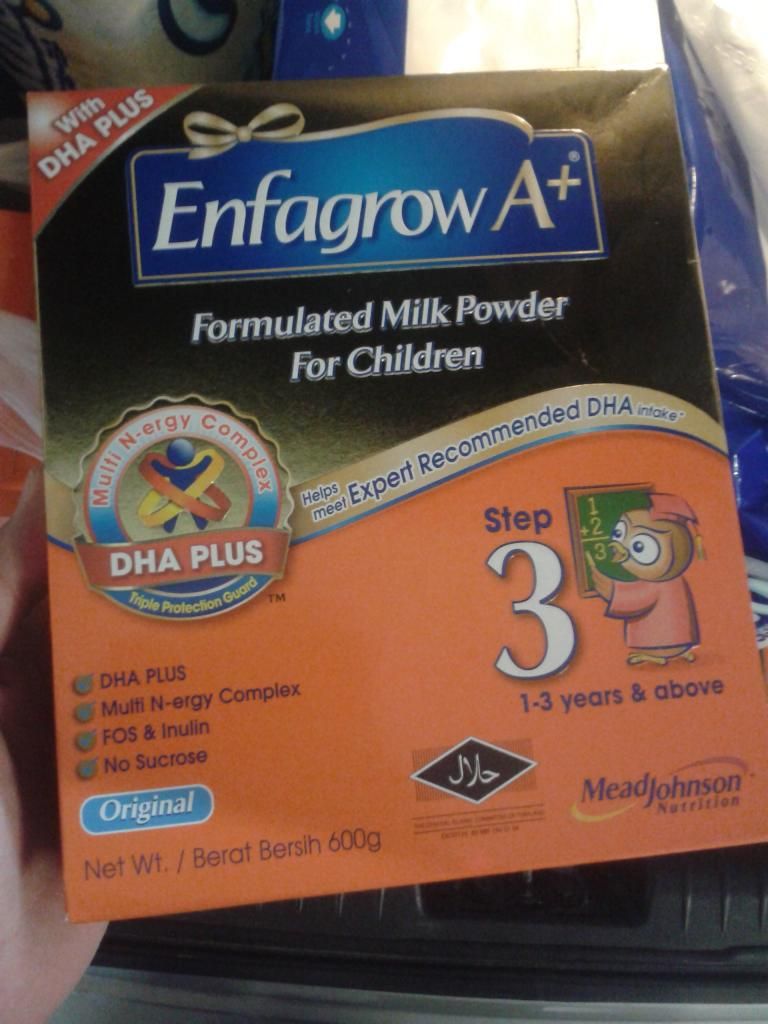 With
DHA PLUS
Enfagrow A+®
Formulated Milk Powder
For Children
Multi N-ergy Complex
DHA PLUS
Triple Protection Guard
TM
Helps
meet Expert Recommended DHA intake
Step
3
1
+2
3
1-3 years & above
DHA PLUS
Multi N-ergy Complex
FOS & Inulin
No Sucrose
Original
Net Wt. / Berat Bersih 600g
حلال
MeadJohnson
Nutrition